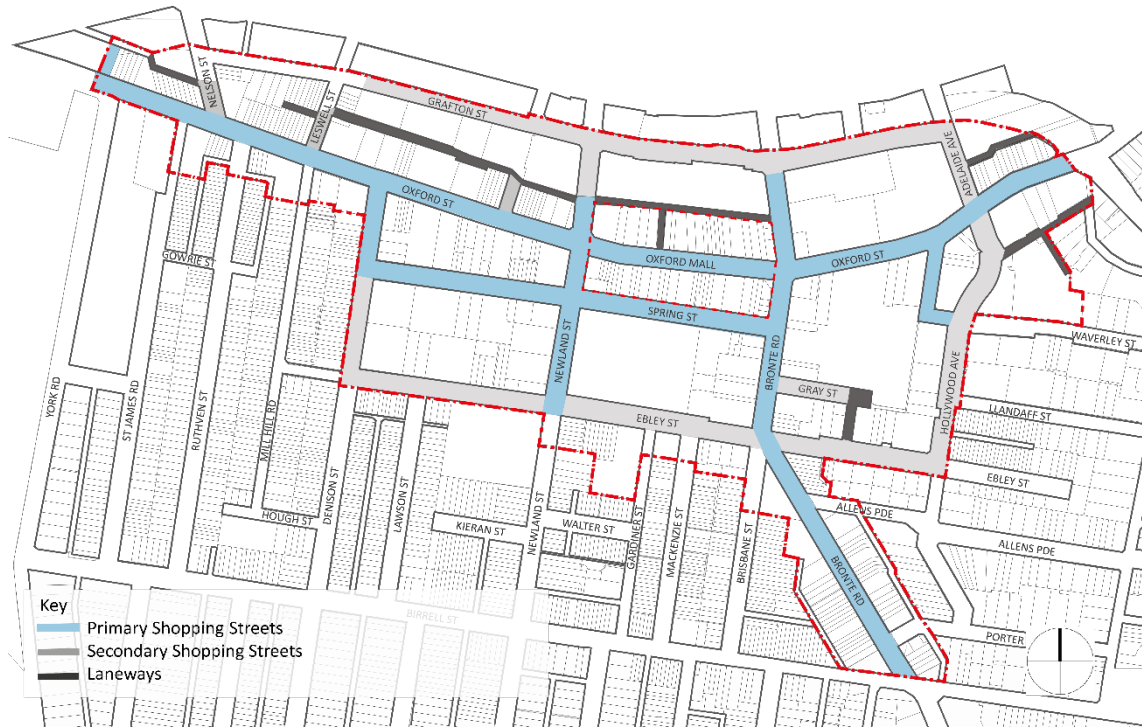 NELSON ST
LESWELL ST
GRAFTON ST
ADELAIDE AVE
OXFORD ST
OXFORD MALL
OXFORD ST
GOWRIE ST
SPRING ST
NEWLAND ST
BRONTE RD
WAVERLEY ST
GRAY ST
HOLLYWOOD AVE
LLANDAFF ST
YORK RD
ST JAMES RD
RUTHVEN ST
MILL HILL RD
EBLEY ST
EBLEY ST
DENISON ST
LAWSON ST
NEWLAND ST
GARDINER ST
MACKENZIE ST
BRISBANE ST
ALLENS PDE
HOUGH ST
KIERAN ST
WALTER ST
ALLENS PDE
BRONTE RD
BIRRELL ST
PORTER
Key
Primary Shopping Streets
Secondary Shopping Streets
Laneways